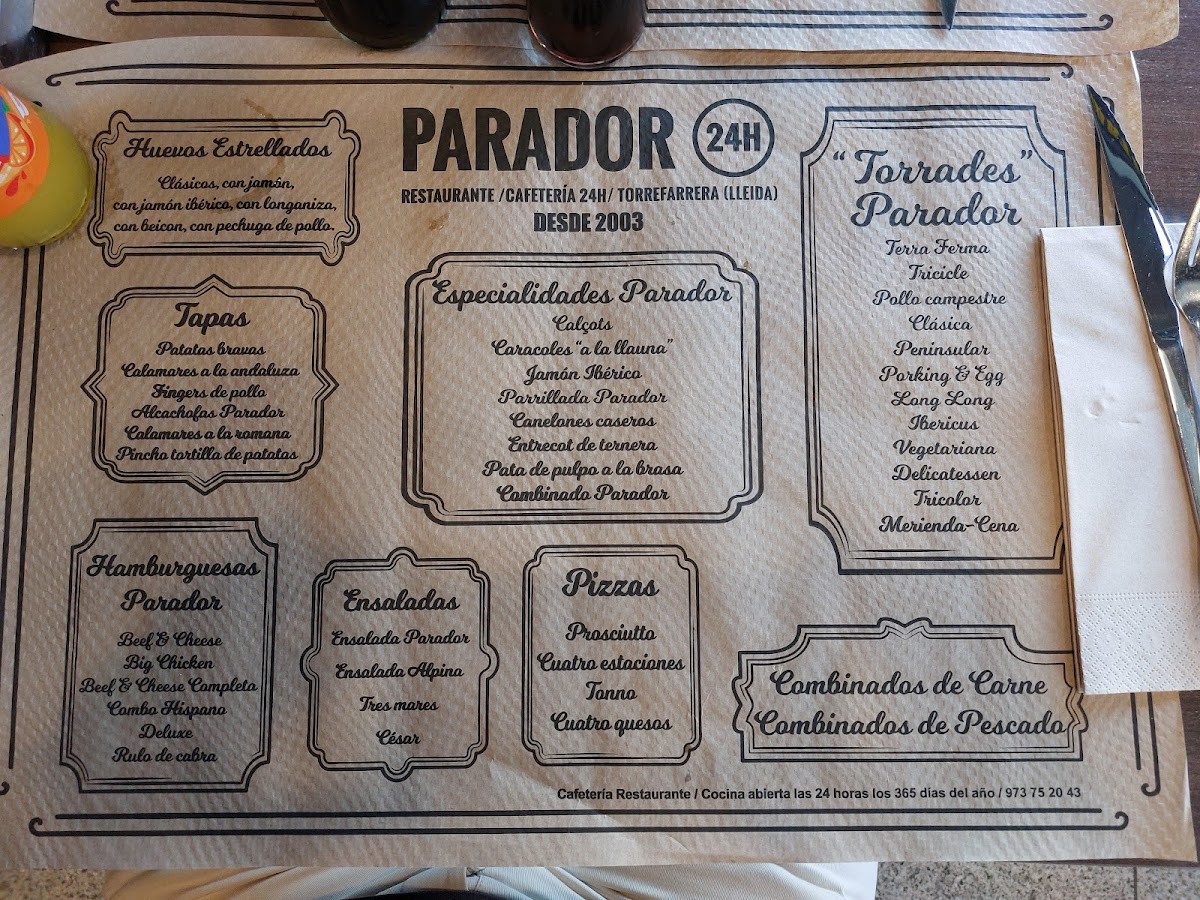 Huevos Estrellados
Clásicos, con jamón,
con jamón ibérico, con longaniza,
con beicon, con pechuga de pollo.
PARADOR 24H
RESTAURANTE /CAFETERÍA 24H/ TORREFARRERA (LLEIDA)
DESDE 2003
Tapas
Patatas bravas
Calamares a la andaluza
Fingers de pollo
Alcachofas Parador
Calamares a la romana
Pincho tortilla de patatas
Especialidades Parador
Calçots
Caracoles “a la llauna”
Jamón Ibérico
Parrillada Parador
Canelones caseros
Entrecot de ternera
Pata de pulpo a la brasa
Combinado Parador
“Torrades”
Parador
Terra Ferma
Tricicle
Pollo campestre
Clásica
Peninsular
Porking & Egg
Long Long
Ibericus
Vegetariana
Delicatessen
Tricolor
Merienda-Cena
Hamburguesas
Parador
Beef & Cheese
Big Chicken
Beef & Cheese Completa
Combo Hispano
Deluxe
Rulo de cabra
Ensaladas
Ensalada Parador
Ensalada Alpina
Tres mares
César
Pizzas
Prosciutto
Cuatro estaciones
Tonno
Cuatro quesos
Combinados de Carne
Combinados de Pescado
Cafetería Restaurante / Cocina abierta las 24 horas los 365 días del año / 973 75 20 43